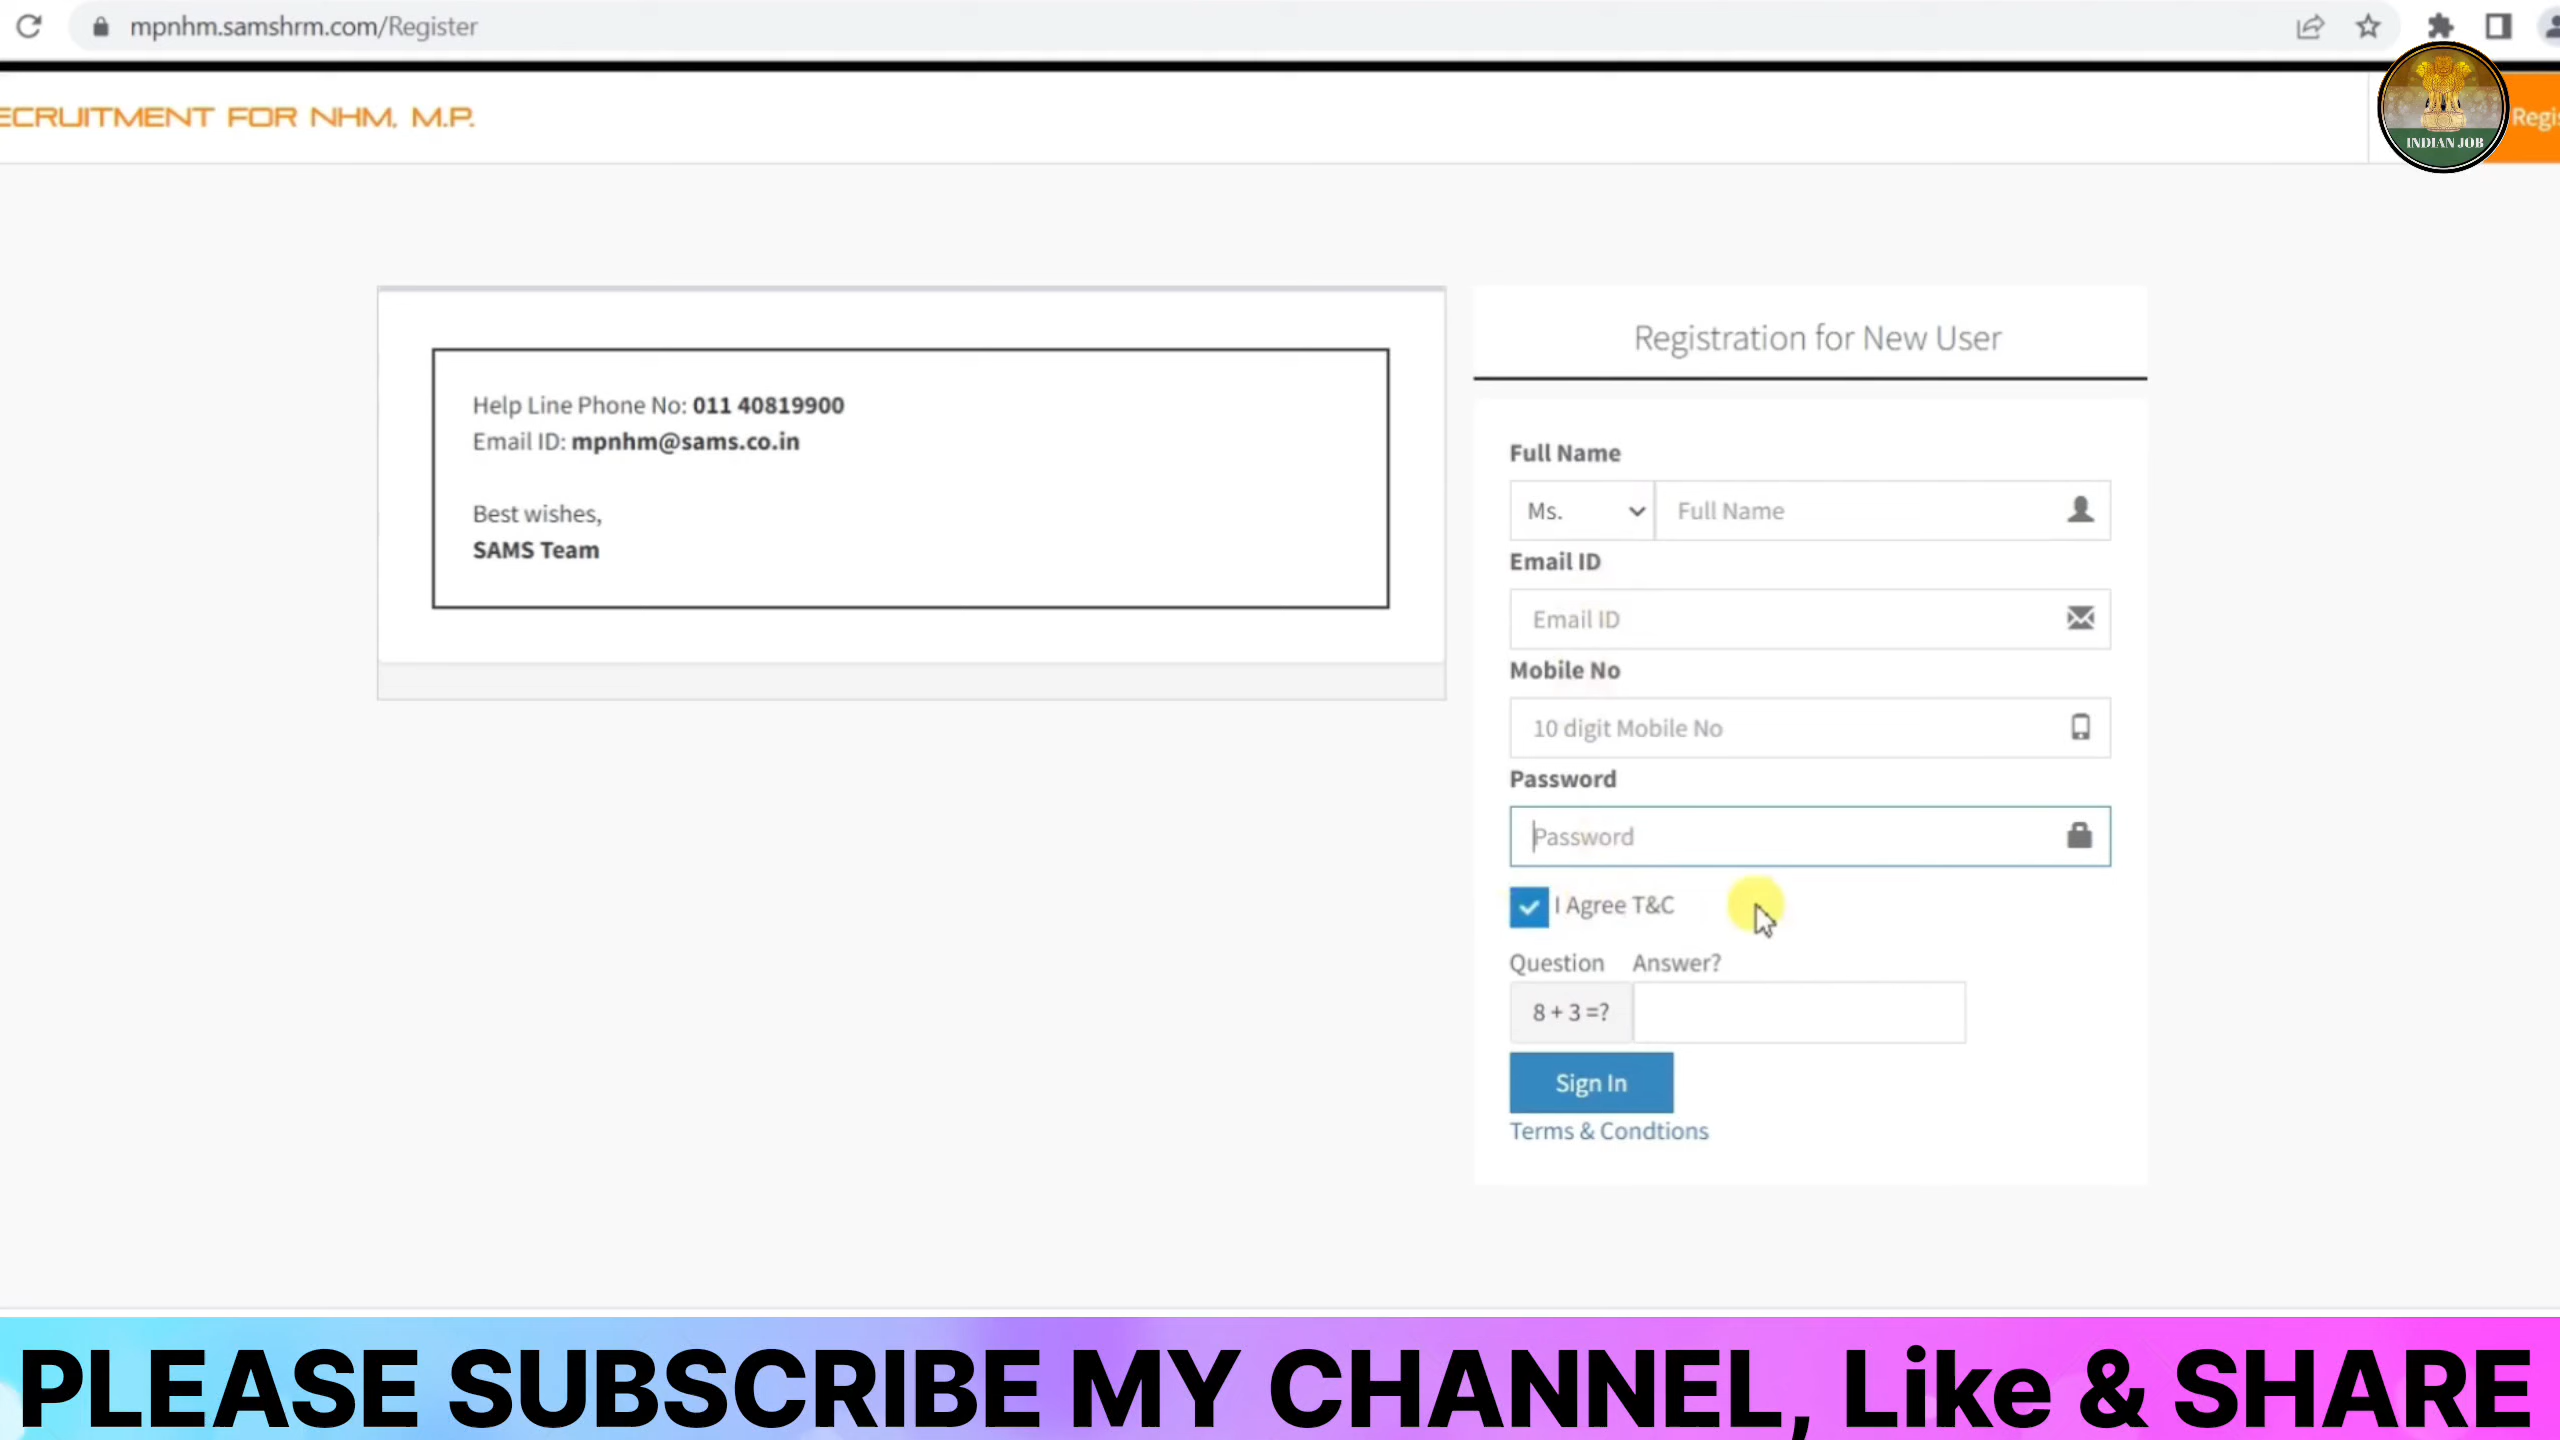 mpnhm.samshrm.com/Register
ECRUITMENT FOR NHM, M.P.
INDIAN JOB
Regis
Help Line Phone No: 011 40819900
Email ID: mpnhm@sams.co.in
Best wishes,
SAMS Team
Registration for New User
Full Name
Ms.
Full Name
Email ID
Email ID
Mobile No
10 digit Mobile No
Password
Password
I Agree T&C
Question Answer?
8 + 3 =?
Sign In
Terms & Condtions
PLEASE SUBSCRIBE MY CHANNEL, Like & SHARE